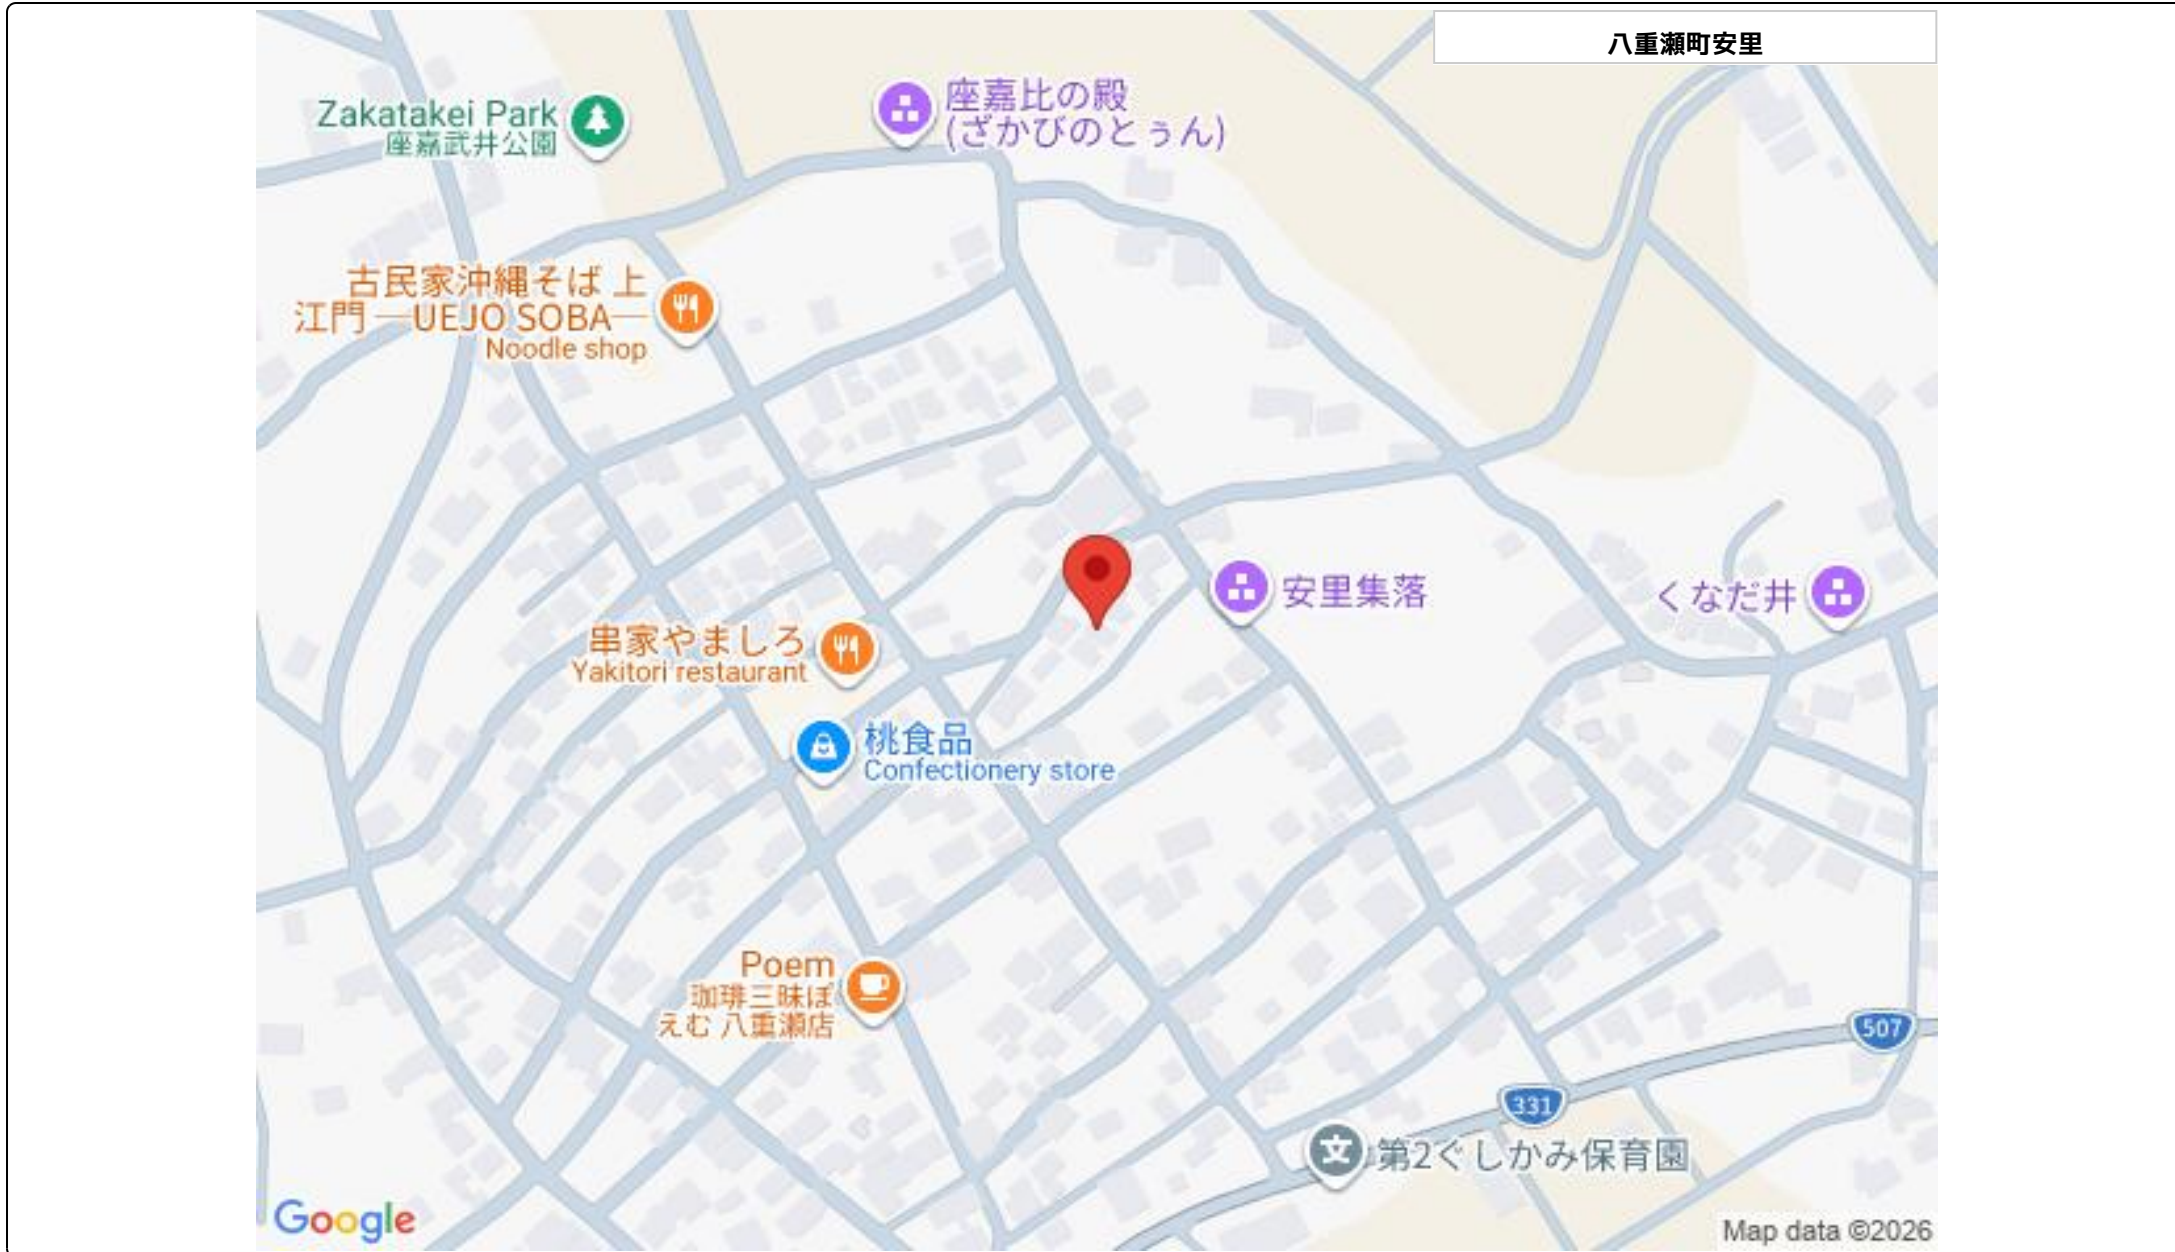 八重瀬町安里
Zakatakei Park
座嘉武井公園
座嘉比の殿
(ざかびのとぅん)
古民家沖縄そば 上
江門 —UEJO SOBA—
Noodle shop
安里集落
くなだ井
串家やましろ
Yakitori restaurant
桃食品
Confectionery store
Poem
珈琲三昧ぽ
えむ 八重瀬店
507
331
文
第2ぐしかみ保育園
Google
Map data ©2026